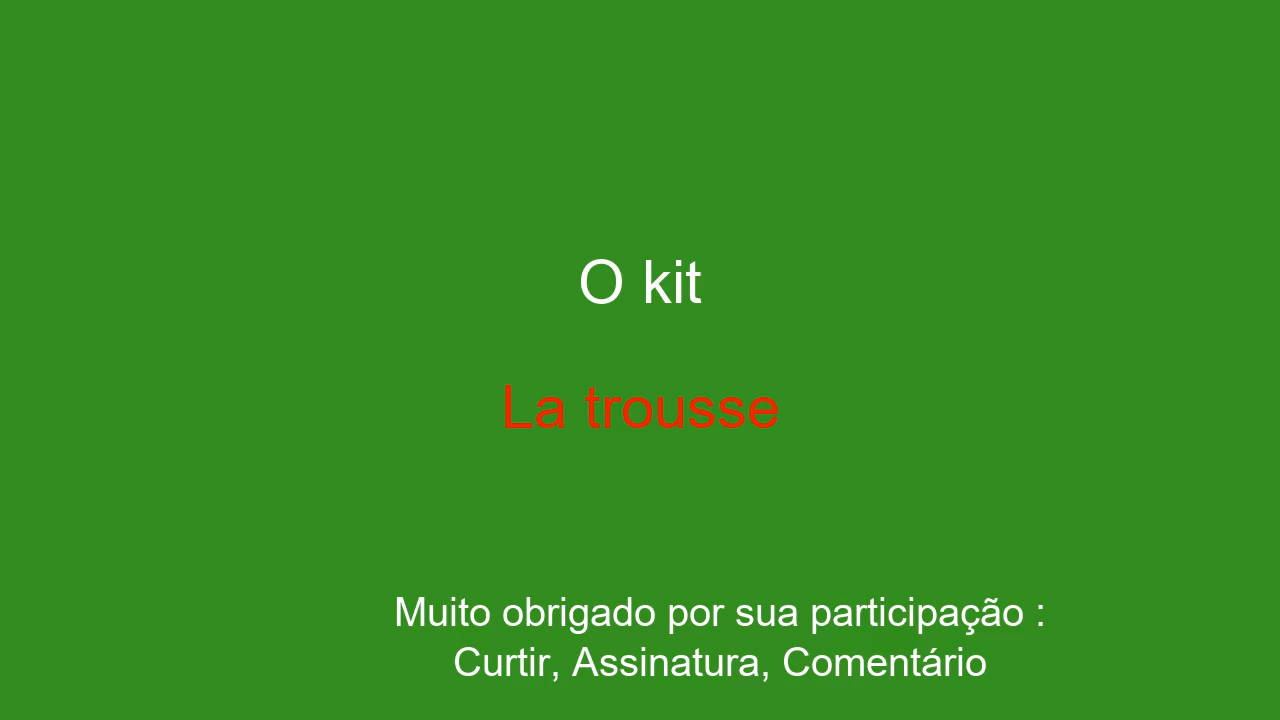 O kit
La trousse
Muito obrigado por sua participação :
Curtir, Assinatura, Comentário